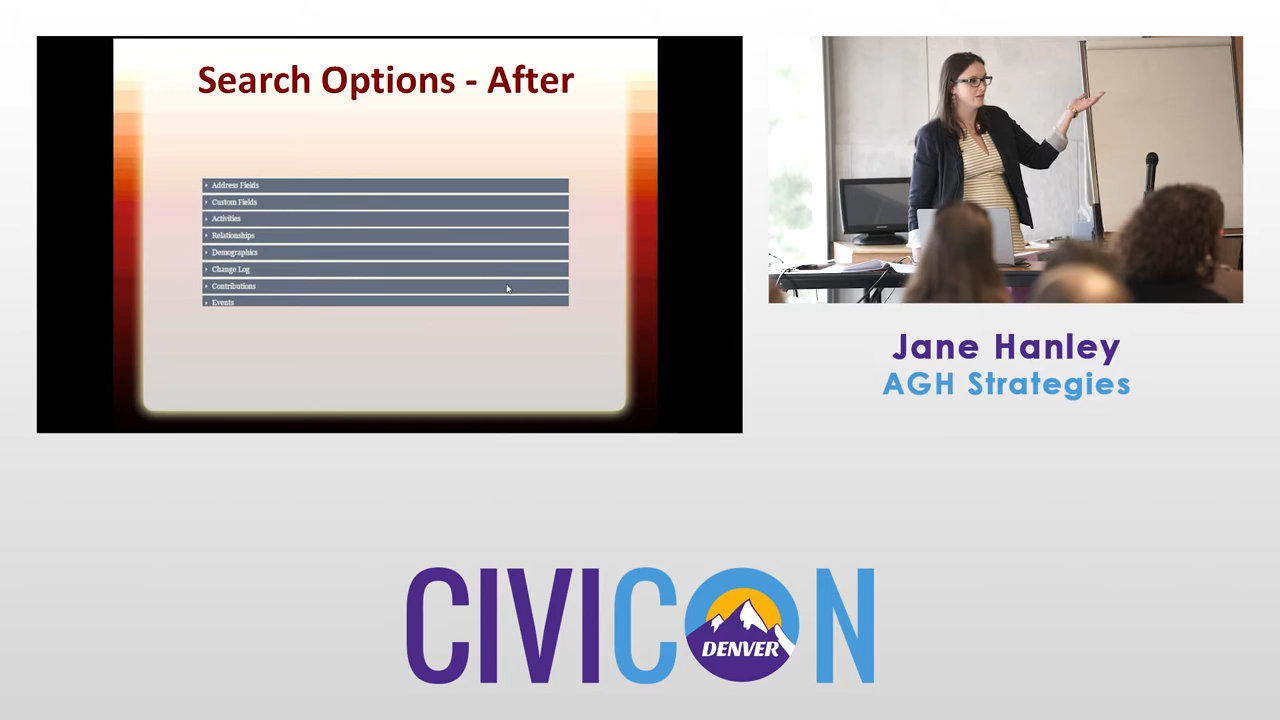 Search Options - After
Address Fields
Custom Fields
Activities
Relationships
Demographics
Change Log
Contributions
Events
Jane Hanley
AGH Strategies
CIVICON
DENVER